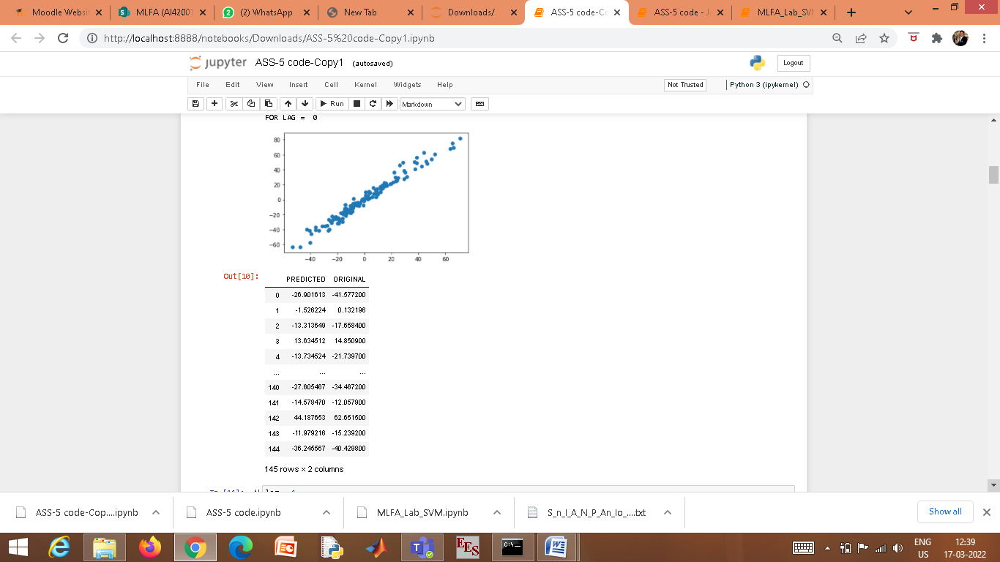 Moodle Websi
MLFA (AI42001
(2) WhatsApp
New Tab
Downloads/
ASS-5 code-Co
ASS-5 code - J
MLFA_Lab_SV
http://localhost:8888/notebooks/Downloads/ASS-5%20code-Copy1.ipynb
jupyter ASS-5 code-Copy1 (autosaved)
Logout
File Edit View Insert Cell Kernel Widgets Help
Not Trusted
Python 3 (ipykernel)
Run
Markdown
FOR LAG = 0
80
60
40
20
0
−20
−40
−60
−40 −20 0 20 40 60
Out[10]:
PREDICTED ORIGINAL
0 -26.901613 -41.577200
1 -1.526224 0.132196
2 -13.313649 -17.658400
3 13.634512 14.850900
4 -13.734524 -21.739700
... ... ...
140 -27.605467 -34.467200
141 -14.578470 -12.057900
142 44.187653 62.651500
143 -11.979216 -15.239200
144 -36.245567 -40.429800
145 rows × 2 columns
ASS-5 code-Cop....ipynb
ASS-5 code.ipynb
MLFA_Lab_SVM.ipynb
S_n_I_A_N_P_An_Io_....txt
Show all
EES
C:\_
ENG
US
12:39
17-03-2022